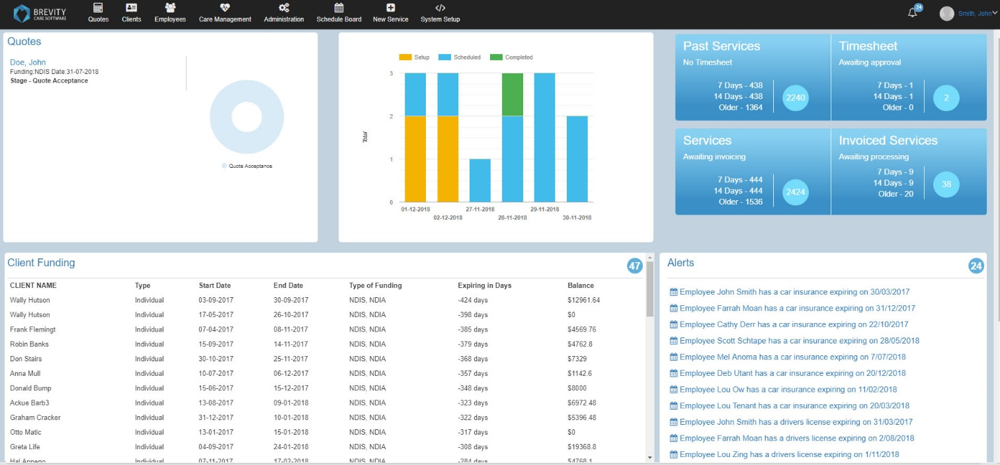 BREVITY
CARE SOFTWARE
Quotes
Clients
Employees
Care Management
Administration
Schedule Board
New Service
System Setup
24
Smith, John
Quotes
Doe, John
Funding:NDIS Date:31-07-2018
Stage - Quote Acceptance
Quote Acceptance
Setup
Scheduled
Completed
Total
3
2
1
0
01-12-2018
02-12-2018
27-11-2018
28-11-2018
29-11-2018
30-11-2018
Past Services
No Timesheet
7 Days - 438
14 Days - 438
Older - 1364
2240
Timesheet
Awaiting approval
7 Days - 1
14 Days - 1
Older - 0
2
Services
Awaiting invoicing
7 Days - 444
14 Days - 444
Older - 1536
2424
Invoiced Services
Awaiting processing
7 Days - 9
14 Days - 9
Older - 20
38
Client Funding
47
CLIENT NAME Type Start Date End Date Type of Funding Expiring in Days Balance
Wally Hutson Individual 03-09-2017 30-09-2017 NDIS, NDIA -424 days $12961.64
Wally Hutson Individual 17-05-2017 26-10-2017 NDIS, NDIA -398 days $0
Frank Flemingt Individual 07-04-2017 08-11-2017 NDIS, NDIA -385 days $4569.76
Robin Banks Individual 15-09-2017 14-11-2017 NDIS, NDIA -379 days $4762.8
Don Stairs Individual 30-10-2017 25-11-2017 NDIS, NDIA -368 days $7329
Anna Mull Individual 10-07-2017 06-12-2017 NDIS, NDIA -357 days $1142.6
Donald Bump Individual 15-06-2017 15-12-2017 NDIS, NDIA -348 days $8000
Ackue Barb3 Individual 13-08-2017 09-01-2018 NDIS, NDIA -323 days $6972.48
Graham Cracker Individual 31-12-2017 10-01-2018 NDIS, NDIA -322 days $5396.48
Otto Matic Individual 13-01-2017 15-01-2018 NDIS, NDIA -317 days $0
Greta Life Individual 04-09-2017 24-01-2018 NDIS, NDIA -308 days $19368.8
Hal Appeno Individual 07-11-2017 17-02-2018 NDIS, NDIA -284 days $4768.1
Alerts
24
Employee John Smith has a car insurance expiring on 30/03/2017
Employee Farrah Moan has a car insurance expiring on 31/12/2017
Employee Cathy Derr has a car insurance expiring on 22/10/2017
Employee Scott Schtape has a car insurance expiring on 28/05/2018
Employee Mel Anoma has a car insurance expiring on 7/07/2018
Employee Deb Utant has a car insurance expiring on 20/12/2018
Employee Lou Ow has a car insurance expiring on 11/02/2018
Employee Lou Tenant has a car insurance expiring on 20/03/2018
Employee John Smith has a drivers license expiring on 31/03/2017
Employee Farrah Moan has a drivers license expiring on 2/08/2018
Employee Lou Zing has a drivers license expiring on 1/11/2018